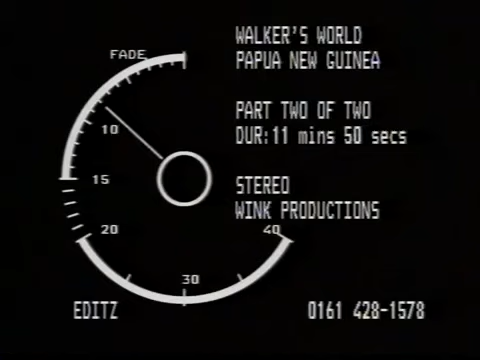 WALKER'S WORLD
PAPUA NEW GUINEA
FADE
PART TWO OF TWO
10
DUR:11 mins 50 secs
15
STEREO
WINK PRODUCTIONS
20
40
30
EDITZ
0161 428-1578